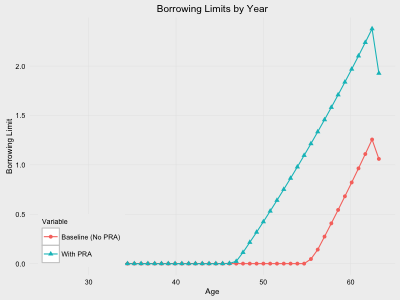 Borrowing Limits by Year
Borrowing Limit
2.0
1.5
1.0
0.5
0.0
Variable
Baseline (No PRA)
With PRA
30
40
50
60
Age